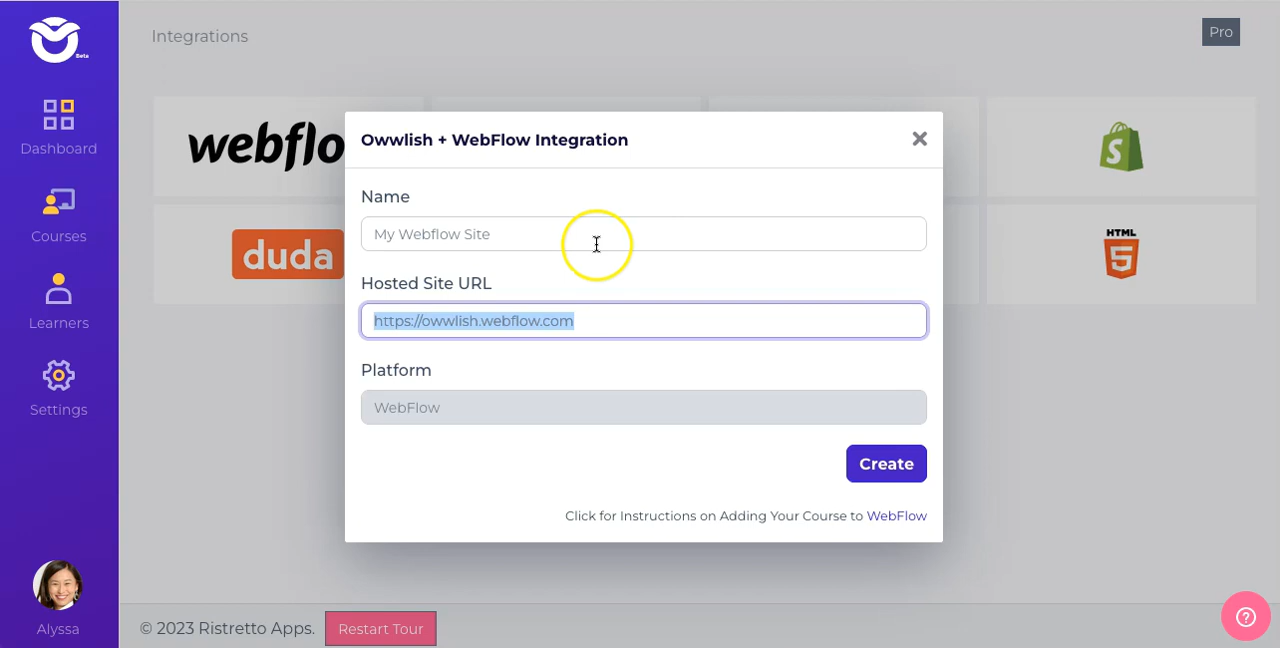 Beta
Integrations
Pro
Dashboard
Courses
Learners
Settings
Alyssa
webflo
duda
S
HTML
5
Owwlish + WebFlow Integration
Name
My Webflow Site
Hosted Site URL
https://owwlish.webflow.com
Platform
WebFlow
Create
Click for Instructions on Adding Your Course to WebFlow
© 2023 Ristretto Apps.
Restart Tour